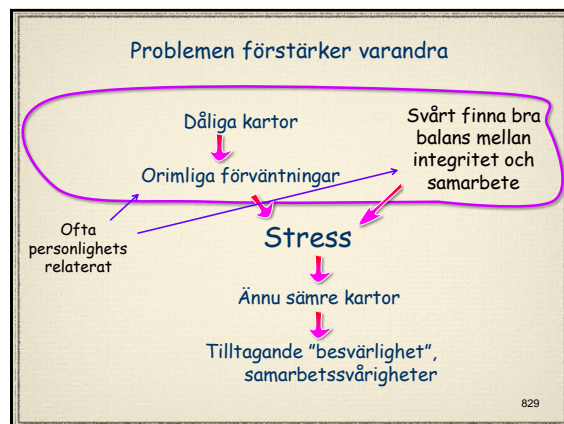 Problemen förstärker varandra
Dåliga kartor
Orimliga förväntningar
Svårt finna bra
balans mellan
integritet och
samarbete
Ofta
personlighets
relaterat
Stress
Ännu sämre kartor
Tilltagande ”besvärlighet”,
samarbetssvårigheter
829